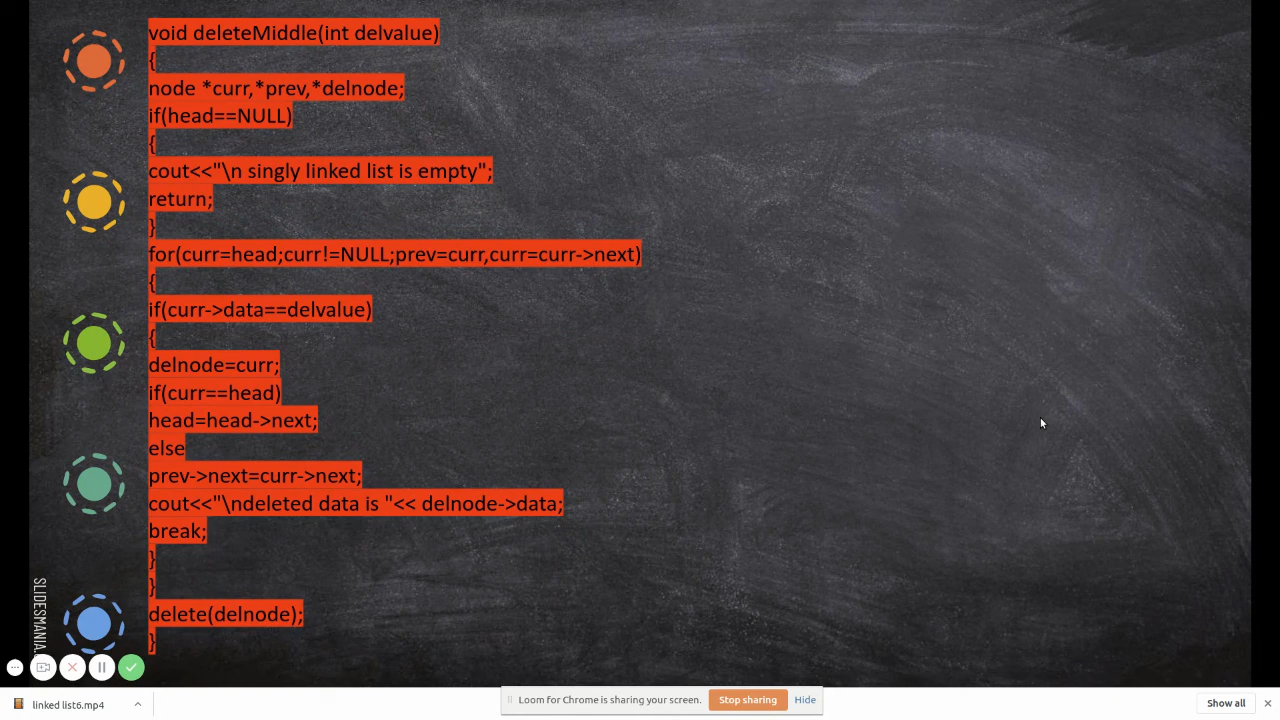 void deleteMiddle(int delvalue)
{
node *curr,*prev,*delnode;
if(head==NULL)
{
cout<<"\n singly linked list is empty";
return;
}
for(curr=head;curr!=NULL;prev=curr,curr=curr->next)
{
if(curr->data==delvalue)
{
delnode=curr;
if(curr==head)
head=head->next;
else
prev->next=curr->next;
cout<<"\ndeleted data is "<< delnode->data;
break;
}
}
delete(delnode);
}
SLIDESMANIA.
linked list6.mp4
Loom for Chrome is sharing your screen.
Stop sharing
Hide
Show all